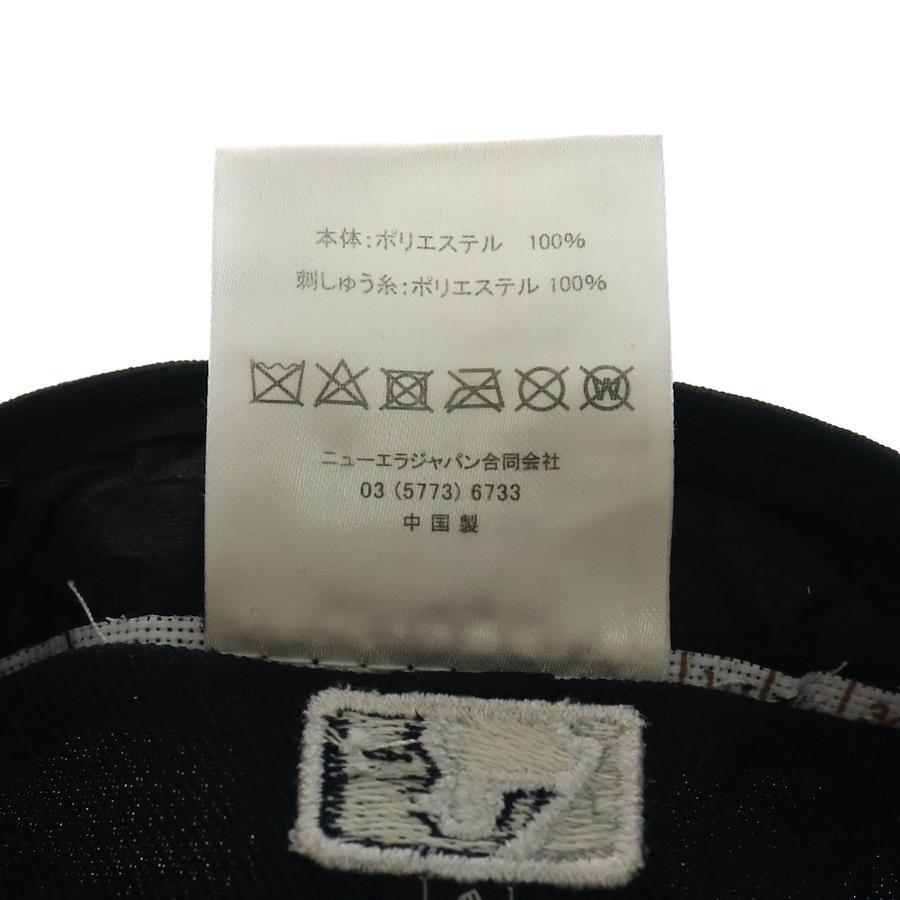 本体:ポリエステル 100%
刺しゅう糸:ポリエステル 100%
W
ニューエラジャパン合同会社
03 (5773) 6733
中国製